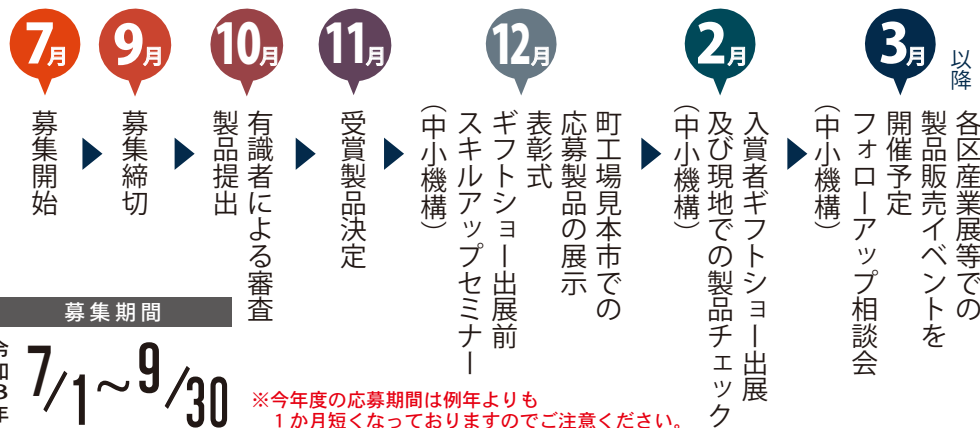 7月
募集開始
9月
募集締切
10月
有識者による審査
製品提出
11月
受賞製品決定
12月
町工場見本市での
応募製品の展示
表彰式
ギフトショー出展前
スキルアップセミナー
（中小機構）
2月
入賞者ギフトショー出展
及び現地での製品チェック
（中小機構）
3月
以降
各区産業展等での
製品販売イベントを
開催予定
フォローアップ相談会
（中小機構）
募集期間
令和3年
7/1～9/30
※今年度の応募期間は例年よりも
１か月短くなっておりますのでご注意ください。